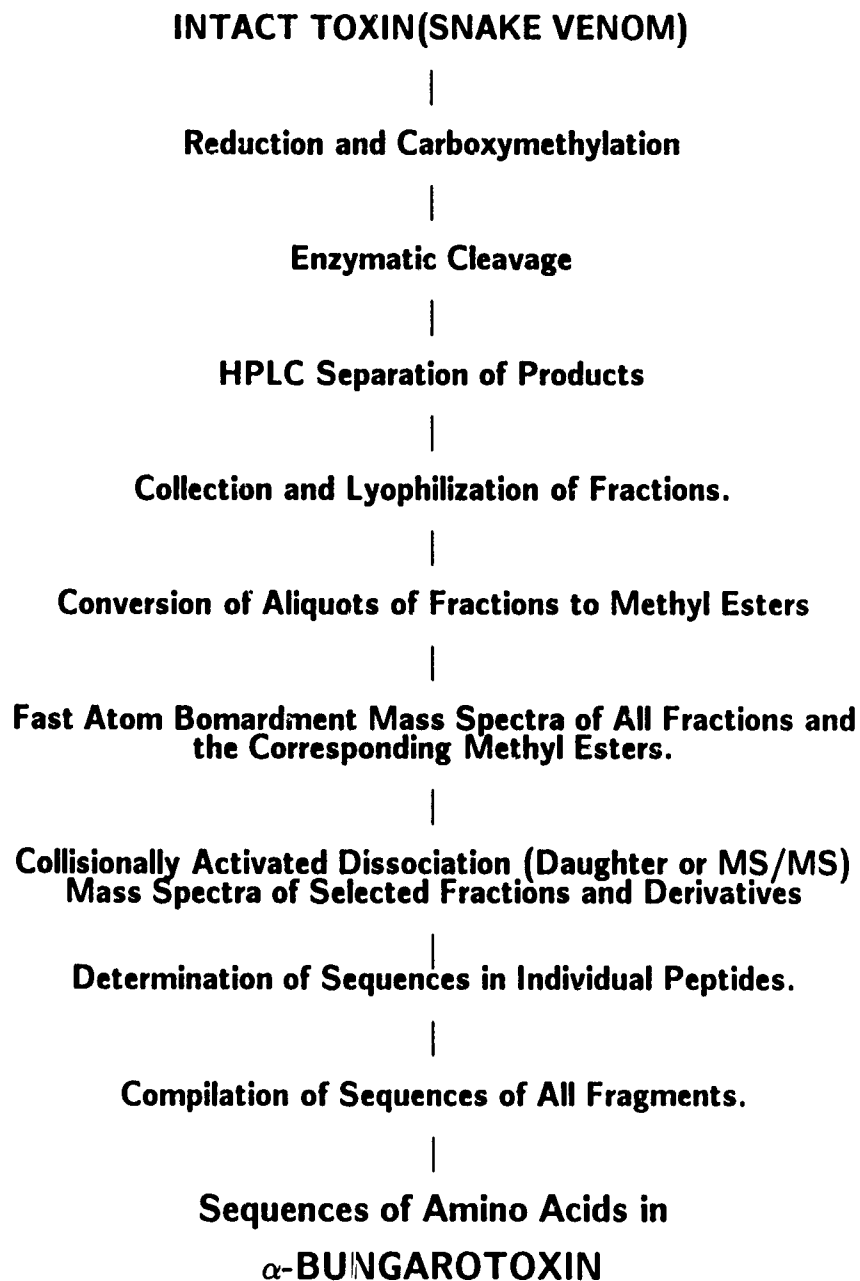 INTACT TOXIN(SNAKE VENOM)
Reduction and Carboxymethylation
Enzymatic Cleavage
HPLC Separation of Products
Collection and Lyophilization of Fractions.
Conversion of Aliquots of Fractions to Methyl Esters
Fast Atom Bomardment Mass Spectra of All Fractions and
the Corresponding Methyl Esters.
Collisionally Activated Dissociation (Daughter or MS/MS)
Mass Spectra of Selected Fractions and Derivatives
Determination of Sequences in Individual Peptides.
Compilation of Sequences of All Fragments.
Sequences of Amino Acids in
α-BUNGAROTOXIN